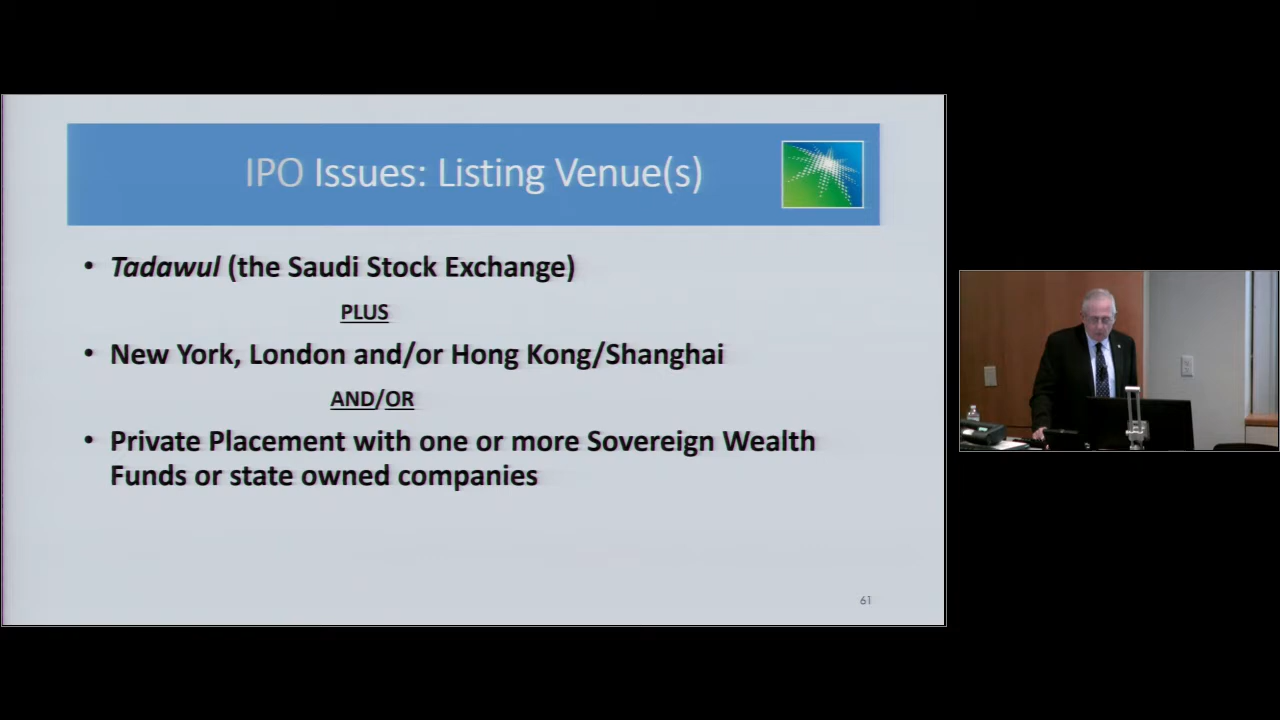 IPO Issues: Listing Venue(s)
• Tadawul (the Saudi Stock Exchange)
PLUS
• New York, London and/or Hong Kong/Shanghai
AND/OR
• Private Placement with one or more Sovereign Wealth
Funds or state owned companies
61